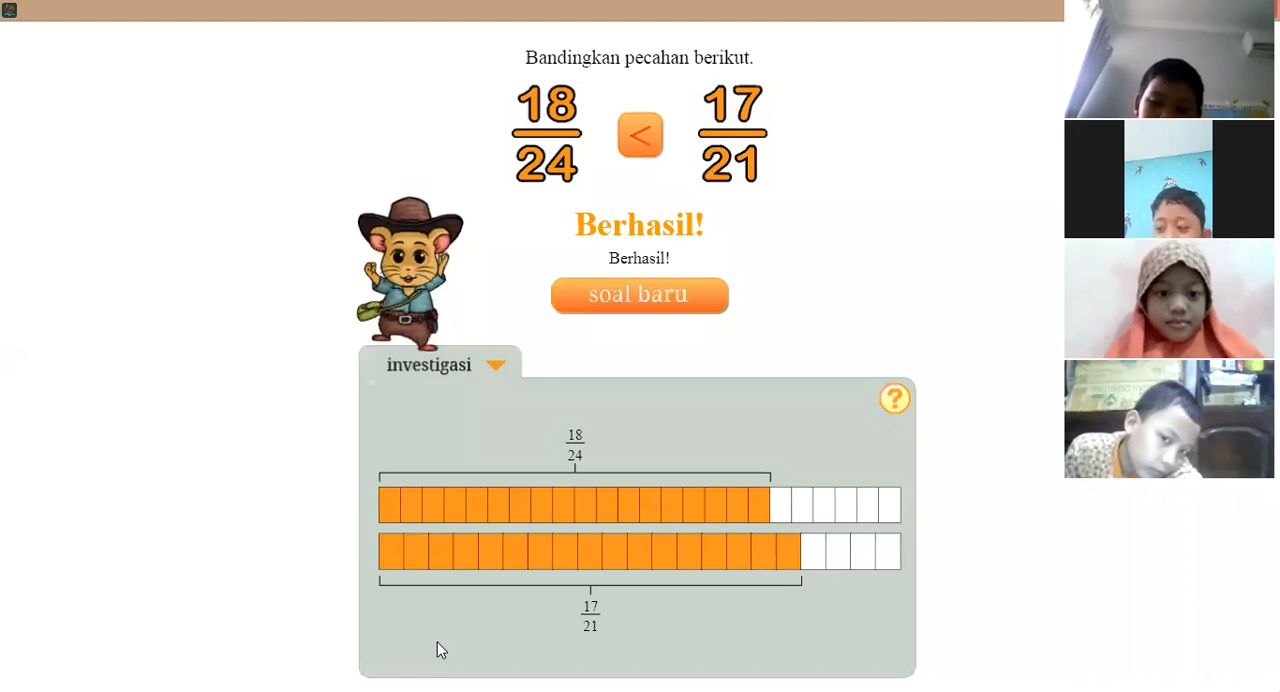 Bandingkan pecahan berikut.
18 < 17
24 21
Berhasil!
Berhasil!
soal baru
investigasi
?
18
24
17
21